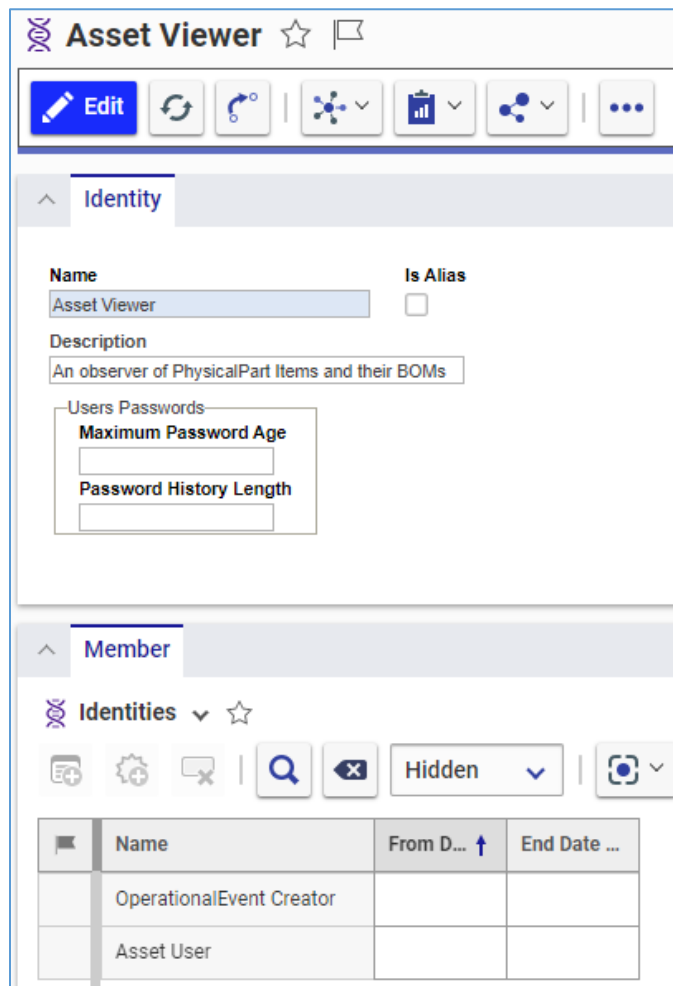 Asset Viewer
Edit
Identity
Name
Is Alias
Asset Viewer
Description
An observer of PhysicalPart Items and their BOMs
Users Passwords
Maximum Password Age
Password History Length
Member
Identities
Hidden
Name From D... End Date ...
OperationalEvent Creator
Asset User